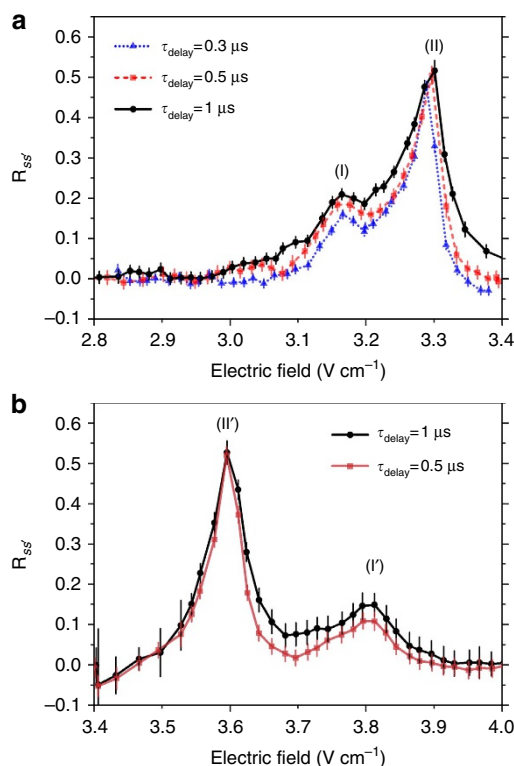 a
0.6
0.5
0.4
0.3
0.2
0.1
0.0
–0.1
R_ss′
τ_delay=0.3 μs
τ_delay=0.5 μs
τ_delay=1 μs
(I)
(II)
2.8 2.9 3.0 3.1 3.2 3.3 3.4
Electric field (V cm⁻¹)
b
0.6
0.5
0.4
0.3
0.2
0.1
0.0
–0.1
R_ss′
(II′)
τ_delay=1 μs
τ_delay=0.5 μs
(I′)
3.4 3.5 3.6 3.7 3.8 3.9 4.0
Electric field (V cm⁻¹)